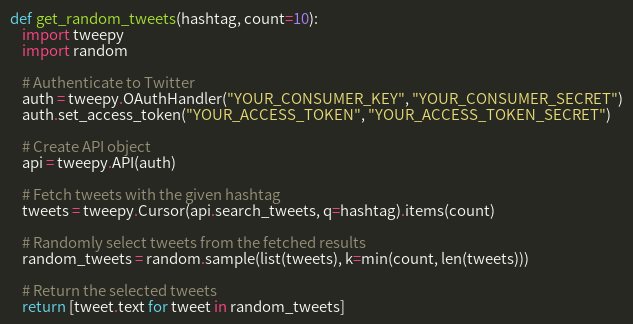 def get_random_tweets(hashtag, count=10):
    import tweepy
    import random

    # Authenticate to Twitter
    auth = tweepy.OAuthHandler("YOUR_CONSUMER_KEY", "YOUR_CONSUMER_SECRET")
    auth.set_access_token("YOUR_ACCESS_TOKEN", "YOUR_ACCESS_TOKEN_SECRET")

    # Create API object
    api = tweepy.API(auth)

    # Fetch tweets with the given hashtag
    tweets = tweepy.Cursor(api.search_tweets, q=hashtag).items(count)

    # Randomly select tweets from the fetched results
    random_tweets = random.sample(list(tweets), k=min(count, len(tweets)))

    # Return the selected tweets
    return [tweet.text for tweet in random_tweets]